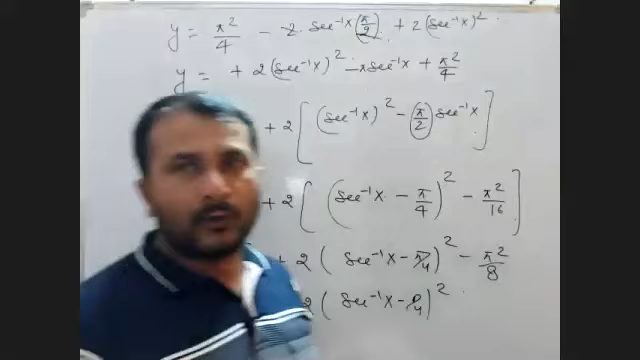 y = π²/4 - 2 sec⁻¹x (π/2) + 2 (sec⁻¹x)²
y = + 2 (sec⁻¹x)² - π sec⁻¹x + π²/4
+ 2 [ (sec⁻¹x)² - (π/2) sec⁻¹x ]
+ 2 [ (sec⁻¹x - π/4)² - π²/16 ]
+ 2 ( sec⁻¹x - π/4 )² - π²/8
2 ( sec⁻¹x - π/4 )²